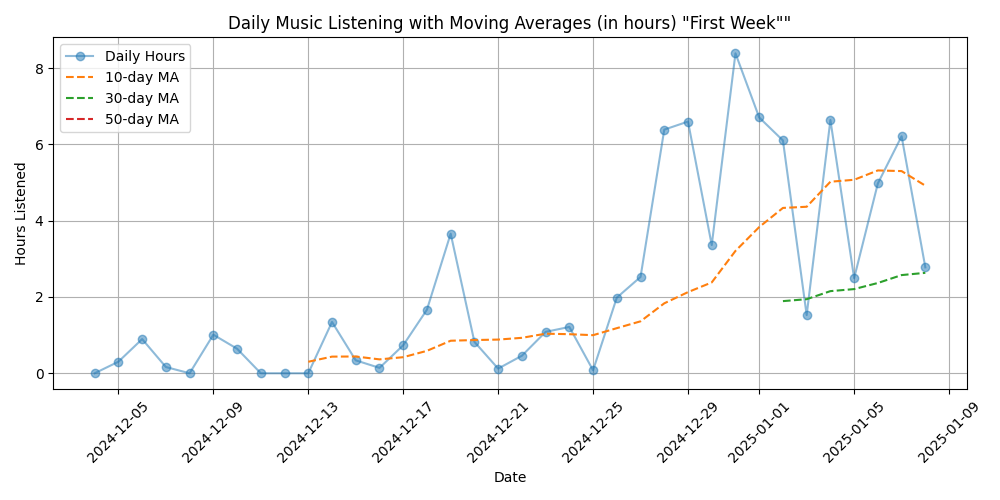 Daily Music Listening with Moving Averages (in hours) "First Week""
Daily Hours
10-day MA
30-day MA
50-day MA
Hours Listened
8
6
4
2
0
2024-12-05
2024-12-09
2024-12-13
2024-12-17
2024-12-21
2024-12-25
2024-12-29
2025-01-01
2025-01-05
2025-01-09
Date